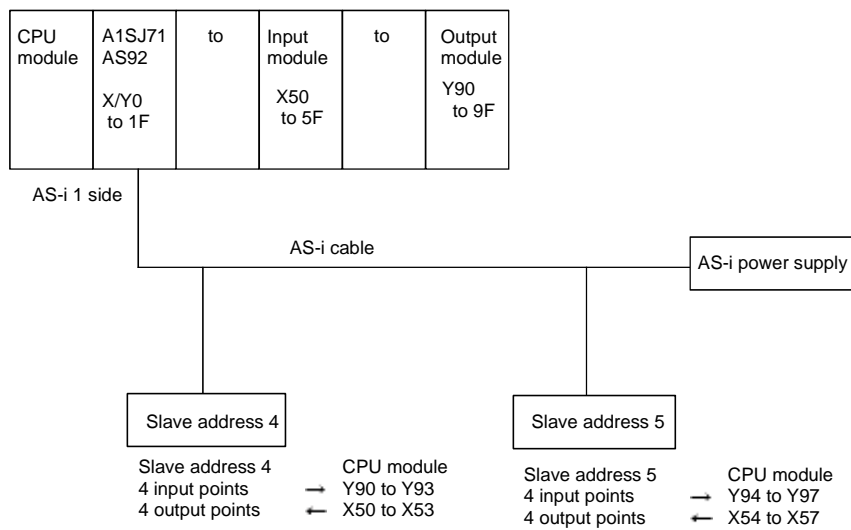 CPU module
A1SJ71 AS92
X/Y0 to 1F
to
Input module
X50 to 5F
to
Output module
Y90 to 9F
AS-i 1 side
AS-i cable
AS-i power supply
Slave address 4
Slave address 5
Slave address 4 CPU module
4 input points → Y90 to Y93
4 output points ← X50 to X53
Slave address 5 CPU module
4 input points → Y94 to Y97
4 output points ← X54 to X57